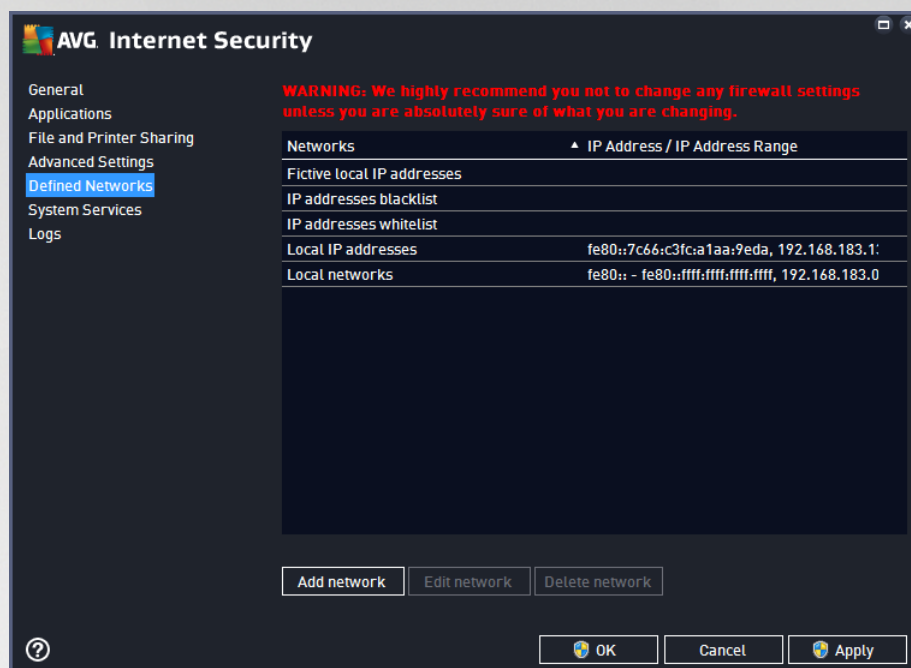 AVG Internet Security
General
Applications
File and Printer Sharing
Advanced Settings
Defined Networks
System Services
Logs
WARNING: We highly recommend you not to change any firewall settings
unless you are absolutely sure of what you are changing.
Networks ▲ IP Address / IP Address Range
Fictive local IP addresses
IP addresses blacklist
IP addresses whitelist
Local IP addresses fe80::7c66:c3fc:a1aa:9eda, 192.168.183.1
Local networks fe80:: - fe80::ffff:ffff:ffff:ffff, 192.168.183.0
Add network Edit network Delete network
? OK Cancel Apply